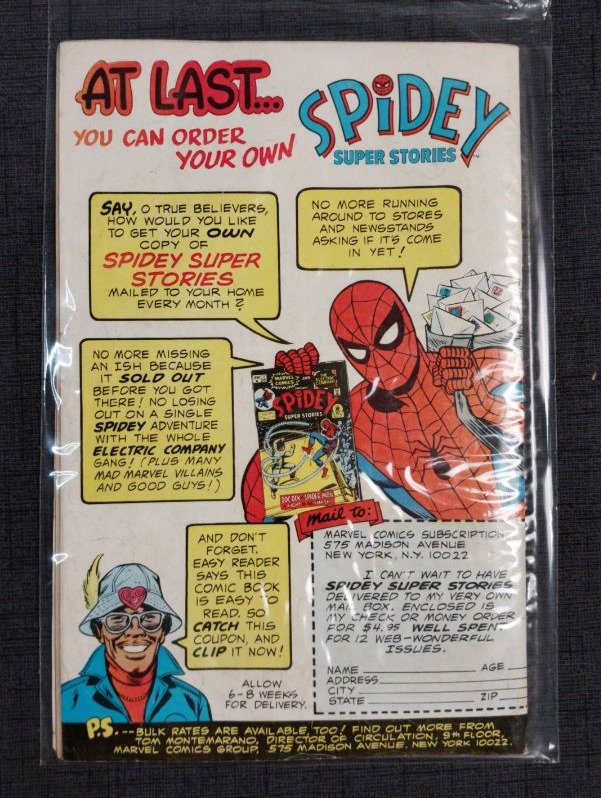 AT LAST...
YOU CAN ORDER
YOUR OWN
SPIDEY
SUPER STORIES
SAY, O TRUE BELIEVERS,
HOW WOULD YOU LIKE
TO GET YOUR OWN
COPY OF
SPIDEY SUPER
STORIES
MAILED TO YOUR HOME
EVERY MONTH?
NO MORE RUNNING
AROUND TO STORES
AND NEWSSTANDS
ASKING IF IT'S COME
IN YET!
NO MORE MISSING
AN ISH BECAUSE
IT SOLD OUT
BEFORE YOU GOT
THERE! NO LOSING
OUT ON A SINGLE
SPIDEY ADVENTURE
WITH THE WHOLE
ELECTRIC COMPANY
GANG! (PLUS MANY
MAD MARVEL VILLAINS
AND GOOD GUYS!)
MARVEL
COMICS
SPIDEY
SUPER STORIES
mail to:
MARVEL COMICS SUBSCRIPTION
575 MADISON AVENUE
NEW YORK, N.Y. 10022
I CAN'T WAIT TO HAVE
SPIDEY SUPER STORIES
DELIVERED TO MY VERY OWN
MAIL BOX. ENCLOSED IS
MY CHECK OR MONEY ORDER
FOR $4.95 WELL SPENT
FOR 12 WEB-WONDERFUL
ISSUES.
NAME AGE
ADDRESS
CITY
STATE ZIP
AND DON'T
FORGET,
EASY READER
SAYS THIS
COMIC BOOK
IS EASY TO
READ. SO
CATCH THIS
COUPON, AND
CLIP IT NOW!
ALLOW
6-8 WEEKS
FOR DELIVERY.
P.S. --BULK RATES ARE AVAILABLE, TOO! FIND OUT MORE FROM
TOM MONTEMARANO, DIRECTOR OF CIRCULATION, 9th FLOOR,
MARVEL COMICS GROUP, 575 MADISON AVENUE, NEW YORK 10022.